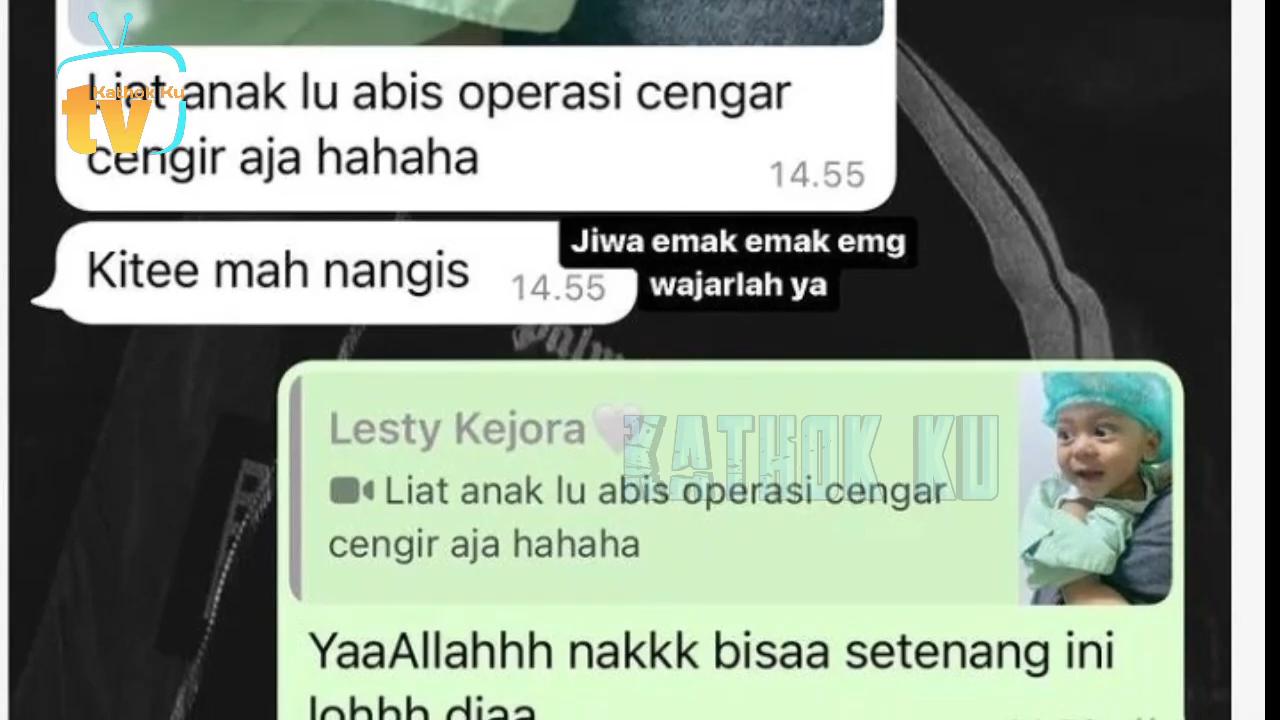 Liat anak lu abis operasi cengar
Kathok Ku
tv
cengir aja hahaha
14.55
Kitee mah nangis
14.55
Jiwa emak emak emg
wajarlah ya
Lesty Kejora🤍
KATHOK KU
Liat anak lu abis operasi cengar
cengir aja hahaha
YaaAllahhh nakkk bisaa setenang ini
lohhh diaa